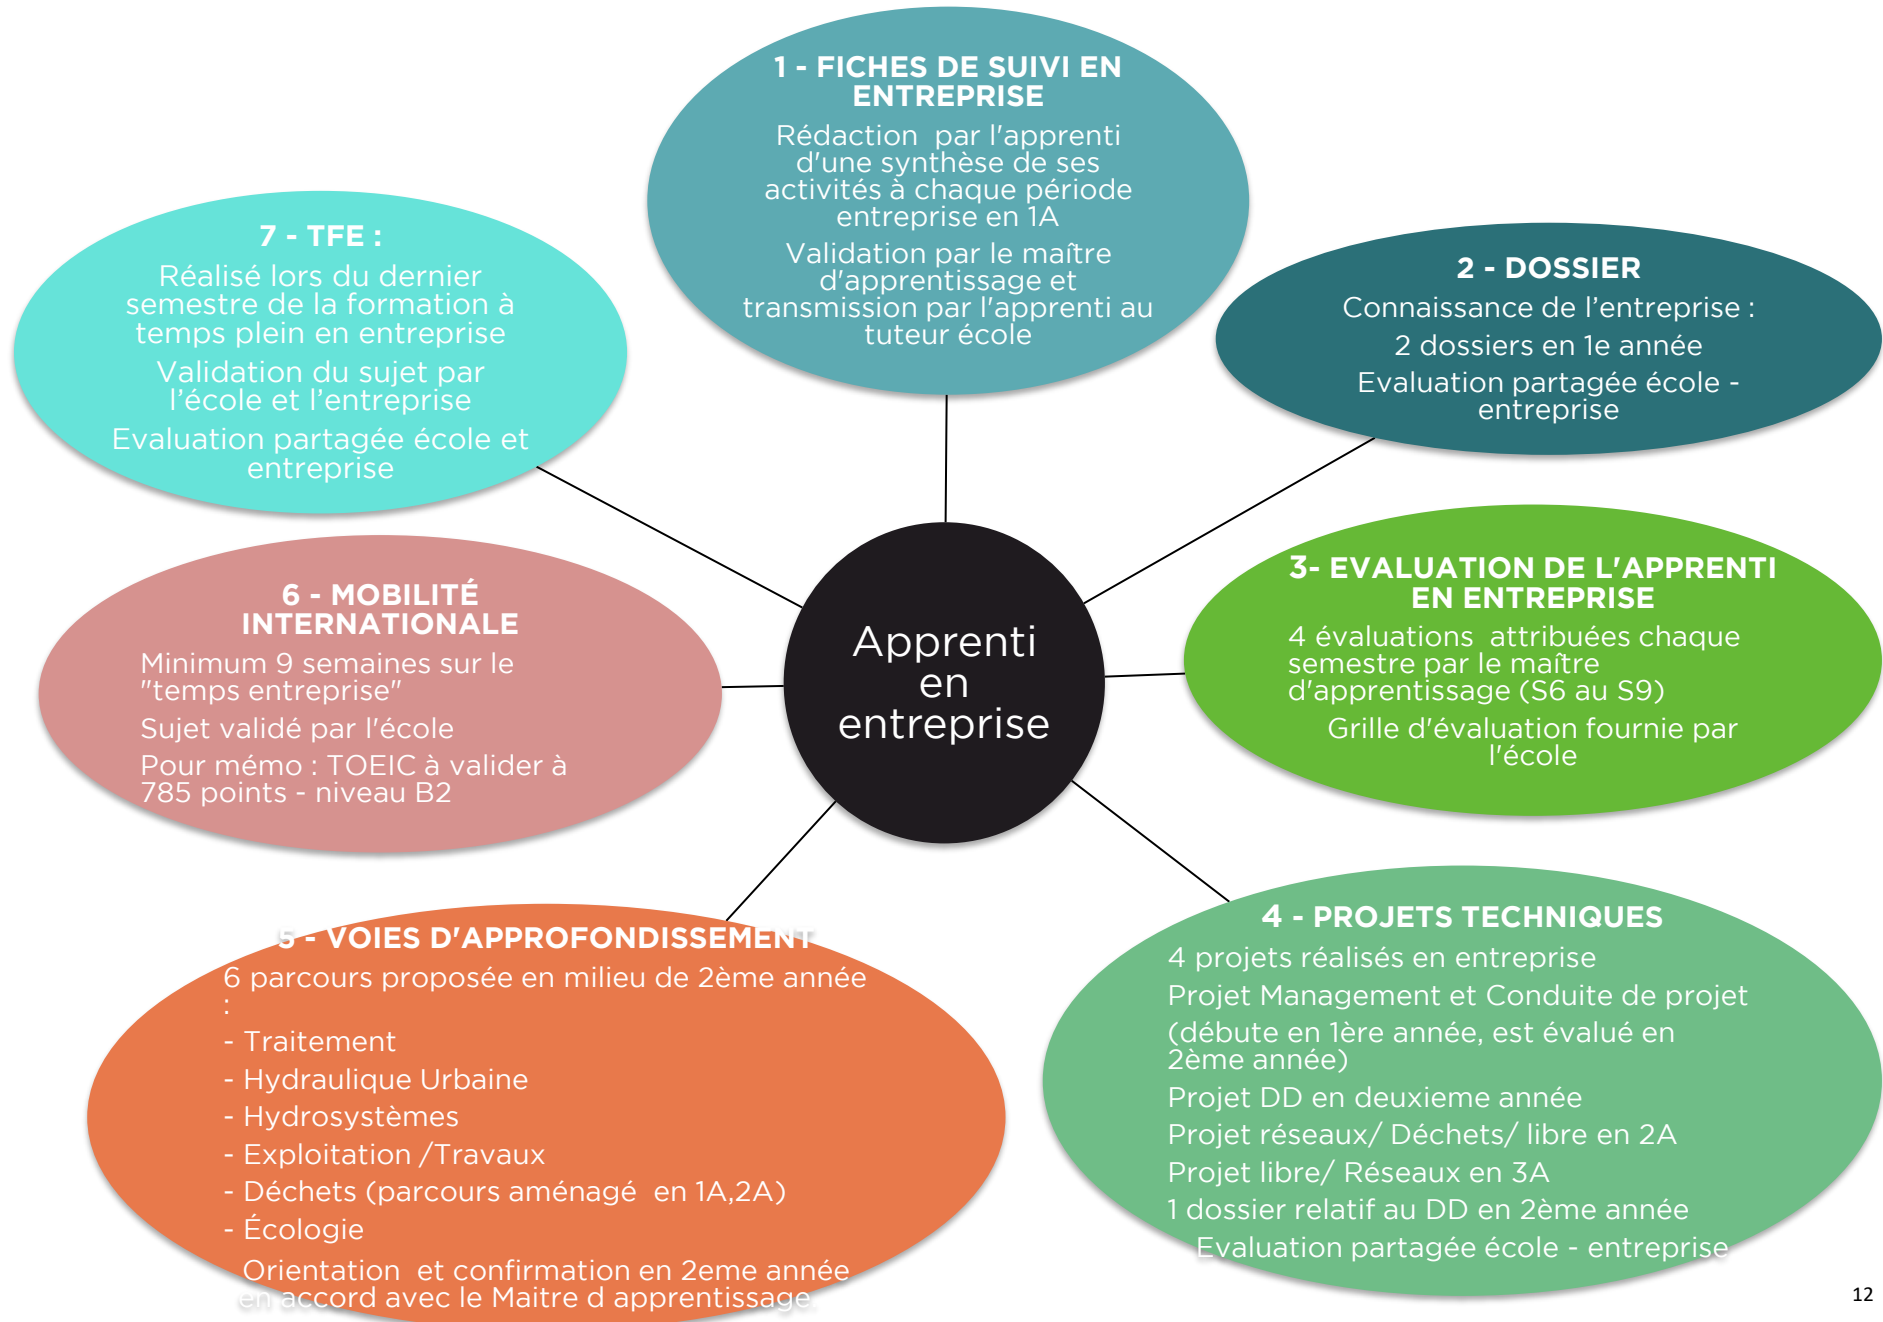 1 - FICHES DE SUIVI EN
ENTREPRISE
Rédaction par l'apprenti
d'une synthèse de ses
activités à chaque période
entreprise en 1A
Validation par le maître
d'apprentissage et
transmission par l'apprenti au
tuteur école
2 - DOSSIER
Connaissance de l’entreprise :
2 dossiers en 1e année
Evaluation partagée école -
entreprise
3- EVALUATION DE L'APPRENTI
EN ENTREPRISE
4 évaluations attribuées chaque
semestre par le maître
d'apprentissage (S6 au S9)
Grille d'évaluation fournie par
l'école
4 - PROJETS TECHNIQUES
4 projets réalisés en entreprise
Projet Management et Conduite de projet
(débute en 1ère année, est évalué en
2ème année)
Projet DD en deuxieme année
Projet réseaux/ Déchets/ libre en 2A
Projet libre/ Réseaux en 3A
1 dossier relatif au DD en 2ème année
Evaluation partagée école - entreprise
5 - VOIES D'APPROFONDISSEMENT
6 parcours proposée en milieu de 2ème année
:
- Traitement
- Hydraulique Urbaine
- Hydrosystèmes
- Exploitation /Travaux
- Déchets (parcours aménagé en 1A,2A)
- Écologie
Orientation et confirmation en 2eme année
en accord avec le Maitre d apprentissage.
6 - MOBILITÉ
INTERNATIONALE
Minimum 9 semaines sur le
"temps entreprise"
Sujet validé par l'école
Pour mémo : TOEIC à valider à
785 points - niveau B2
7 - TFE :
Réalisé lors du dernier
semestre de la formation à
temps plein en entreprise
Validation du sujet par
l’école et l’entreprise
Evaluation partagée école et
entreprise
Apprenti
en
entreprise
12